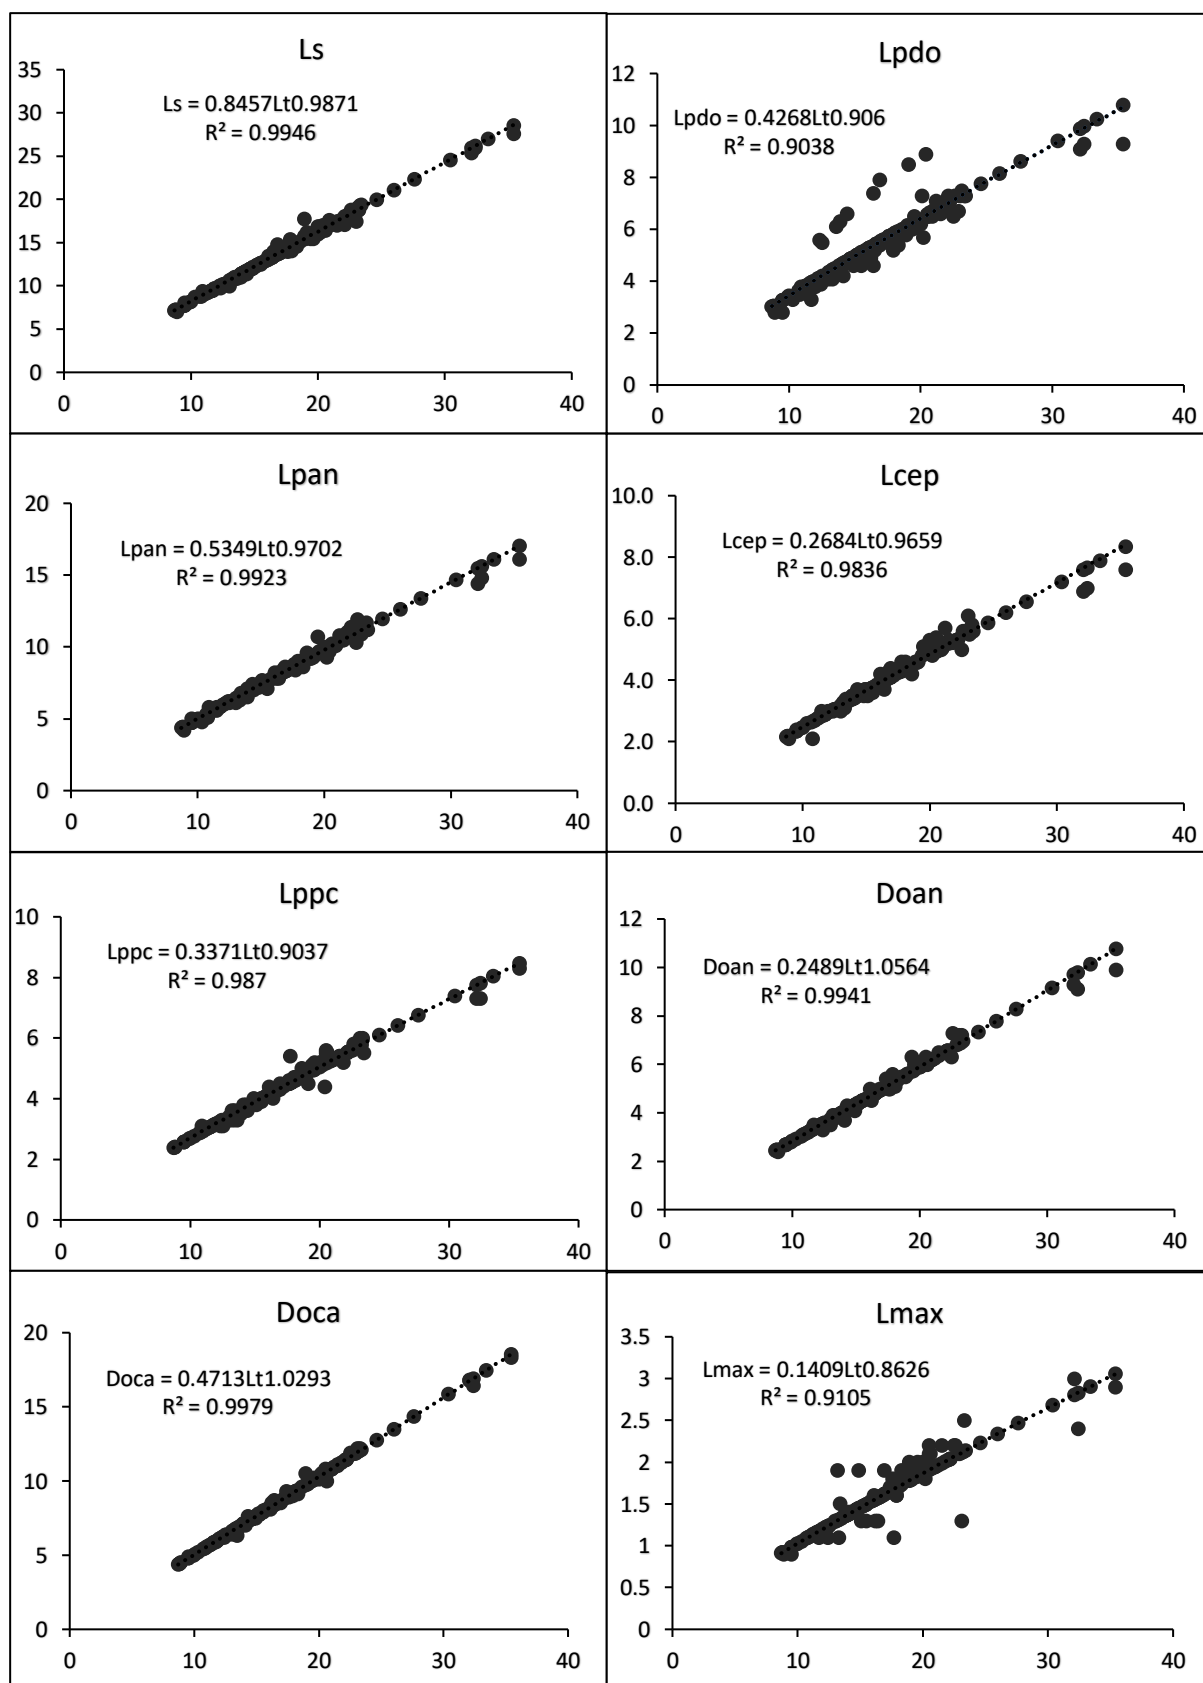 Ls
35
30
25
20
15
10
5
0
0 10 20 30 40
Ls = 0.8457Lt0.9871
R² = 0.9946
Lpdo
12
10
8
6
4
2
0
0 10 20 30 40
Lpdo = 0.4268Lt0.906
R² = 0.9038
Lpan
20
15
10
5
0
0 10 20 30 40
Lpan = 0.5349Lt0.9702
R² = 0.9923
Lcep
10.0
8.0
6.0
4.0
2.0
0.0
0 10 20 30 40
Lcep = 0.2684Lt0.9659
R² = 0.9836
Lppc
10
8
6
4
2
0
0 10 20 30 40
Lppc = 0.3371Lt0.9037
R² = 0.987
Doan
12
10
8
6
4
2
0
0 10 20 30 40
Doan = 0.2489Lt1.0564
R² = 0.9941
Doca
20
15
10
5
0
0 10 20 30 40
Doca = 0.4713Lt1.0293
R² = 0.9979
Lmax
3.5
3
2.5
2
1.5
1
0.5
0
0 10 20 30 40
Lmax = 0.1409Lt0.8626
R² = 0.9105